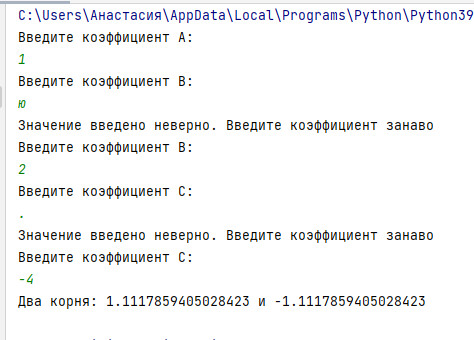 C:\Users\Анастасия\AppData\Local\Programs\Python\Python39
Введите коэффициент A:
1
Введите коэффициент B:
ю
Значение введено неверно. Введите коэффициент занаво
Введите коэффициент B:
2
Введите коэффициент C:
.
Значение введено неверно. Введите коэффициент занаво
Введите коэффициент C:
-4
Два корня: 1.1117859405028423 и -1.1117859405028423